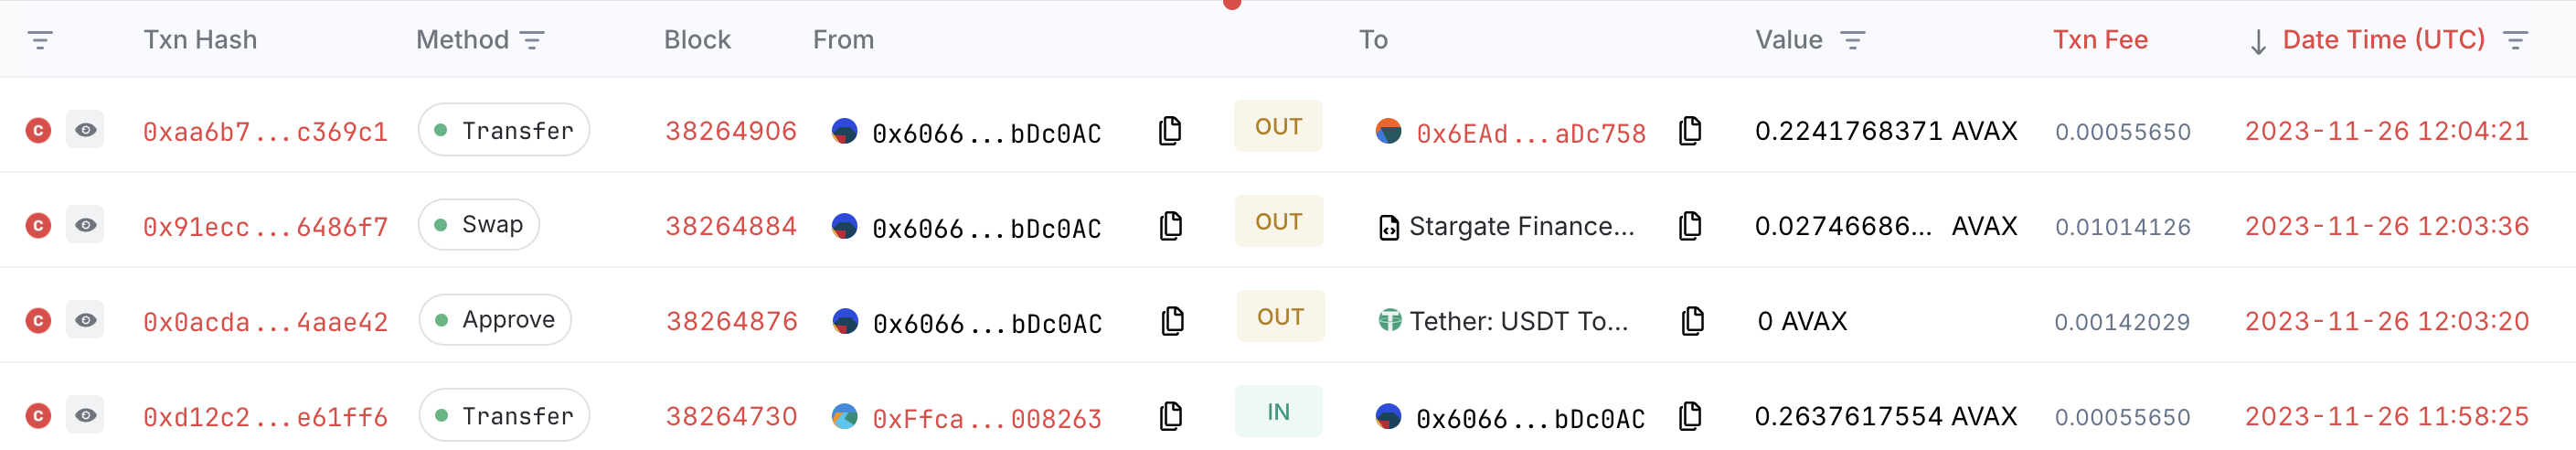 Txn Hash Method Block From To Value Txn Fee Date Time (UTC)
C 0xaa6b7...c369c1 Transfer 38264906 0x6066...bDc0AC OUT 0x6EAd...aDc758 0.2241768371 AVAX 0.00055650 2023-11-26 12:04:21
C 0x91ecc...6486f7 Swap 38264884 0x6066...bDc0AC OUT Stargate Finance... 0.02746686... AVAX 0.01014126 2023-11-26 12:03:36
C 0x0acda...4aae42 Approve 38264876 0x6066...bDc0AC OUT Tether: USDT To... 0 AVAX 0.00142029 2023-11-26 12:03:20
C 0xd12c2...e61ff6 Transfer 38264730 0xFfca...008263 IN 0x6066...bDc0AC 0.2637617554 AVAX 0.00055650 2023-11-26 11:58:25